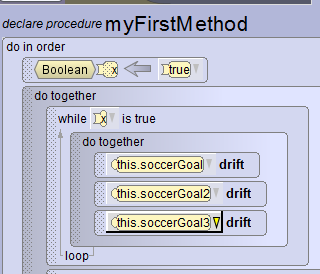 declare procedure myFirstMethod
do in order
Boolean x true
do together
while x is true
do together
this.soccerGoal drift
this.soccerGoal2 drift
this.soccerGoal3 drift
loop